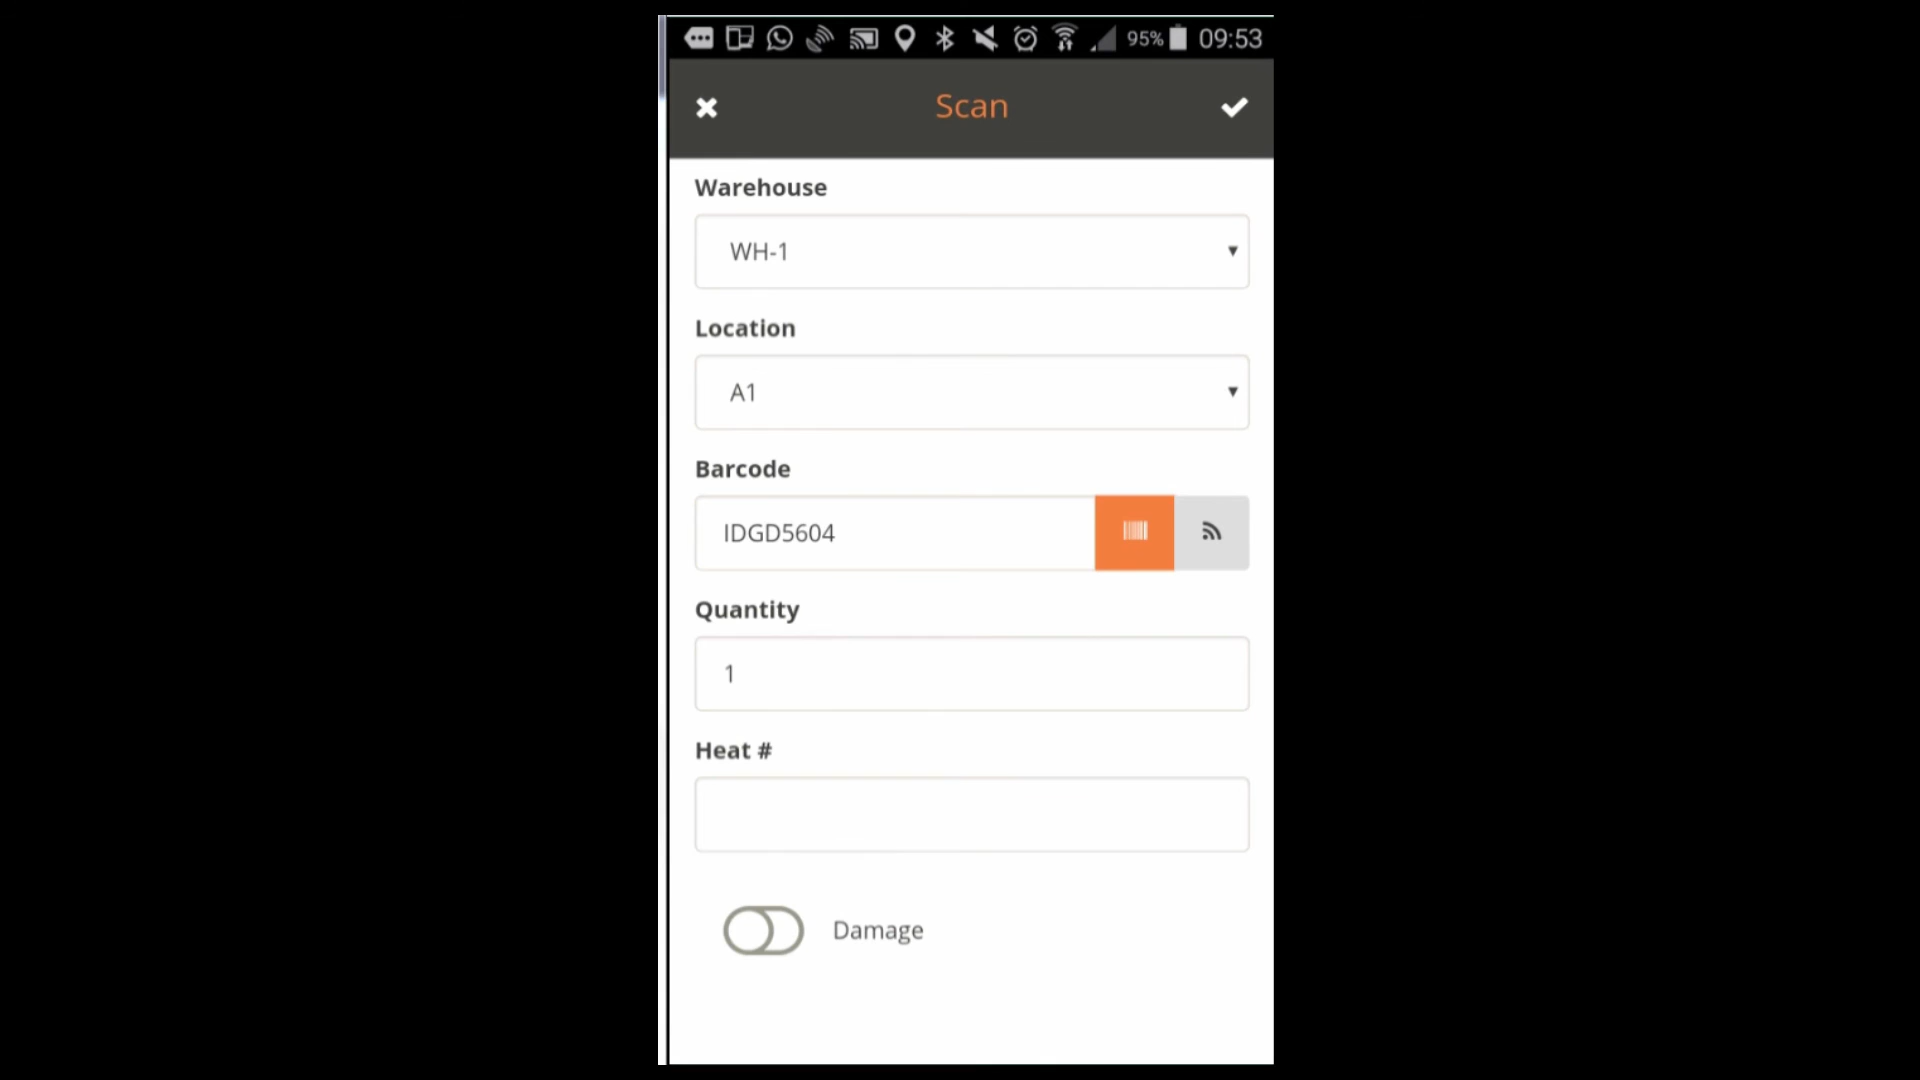 95% 09:53
Scan
Warehouse
WH-1
Location
A1
Barcode
IDGD5604
Quantity
1
Heat #
Damage